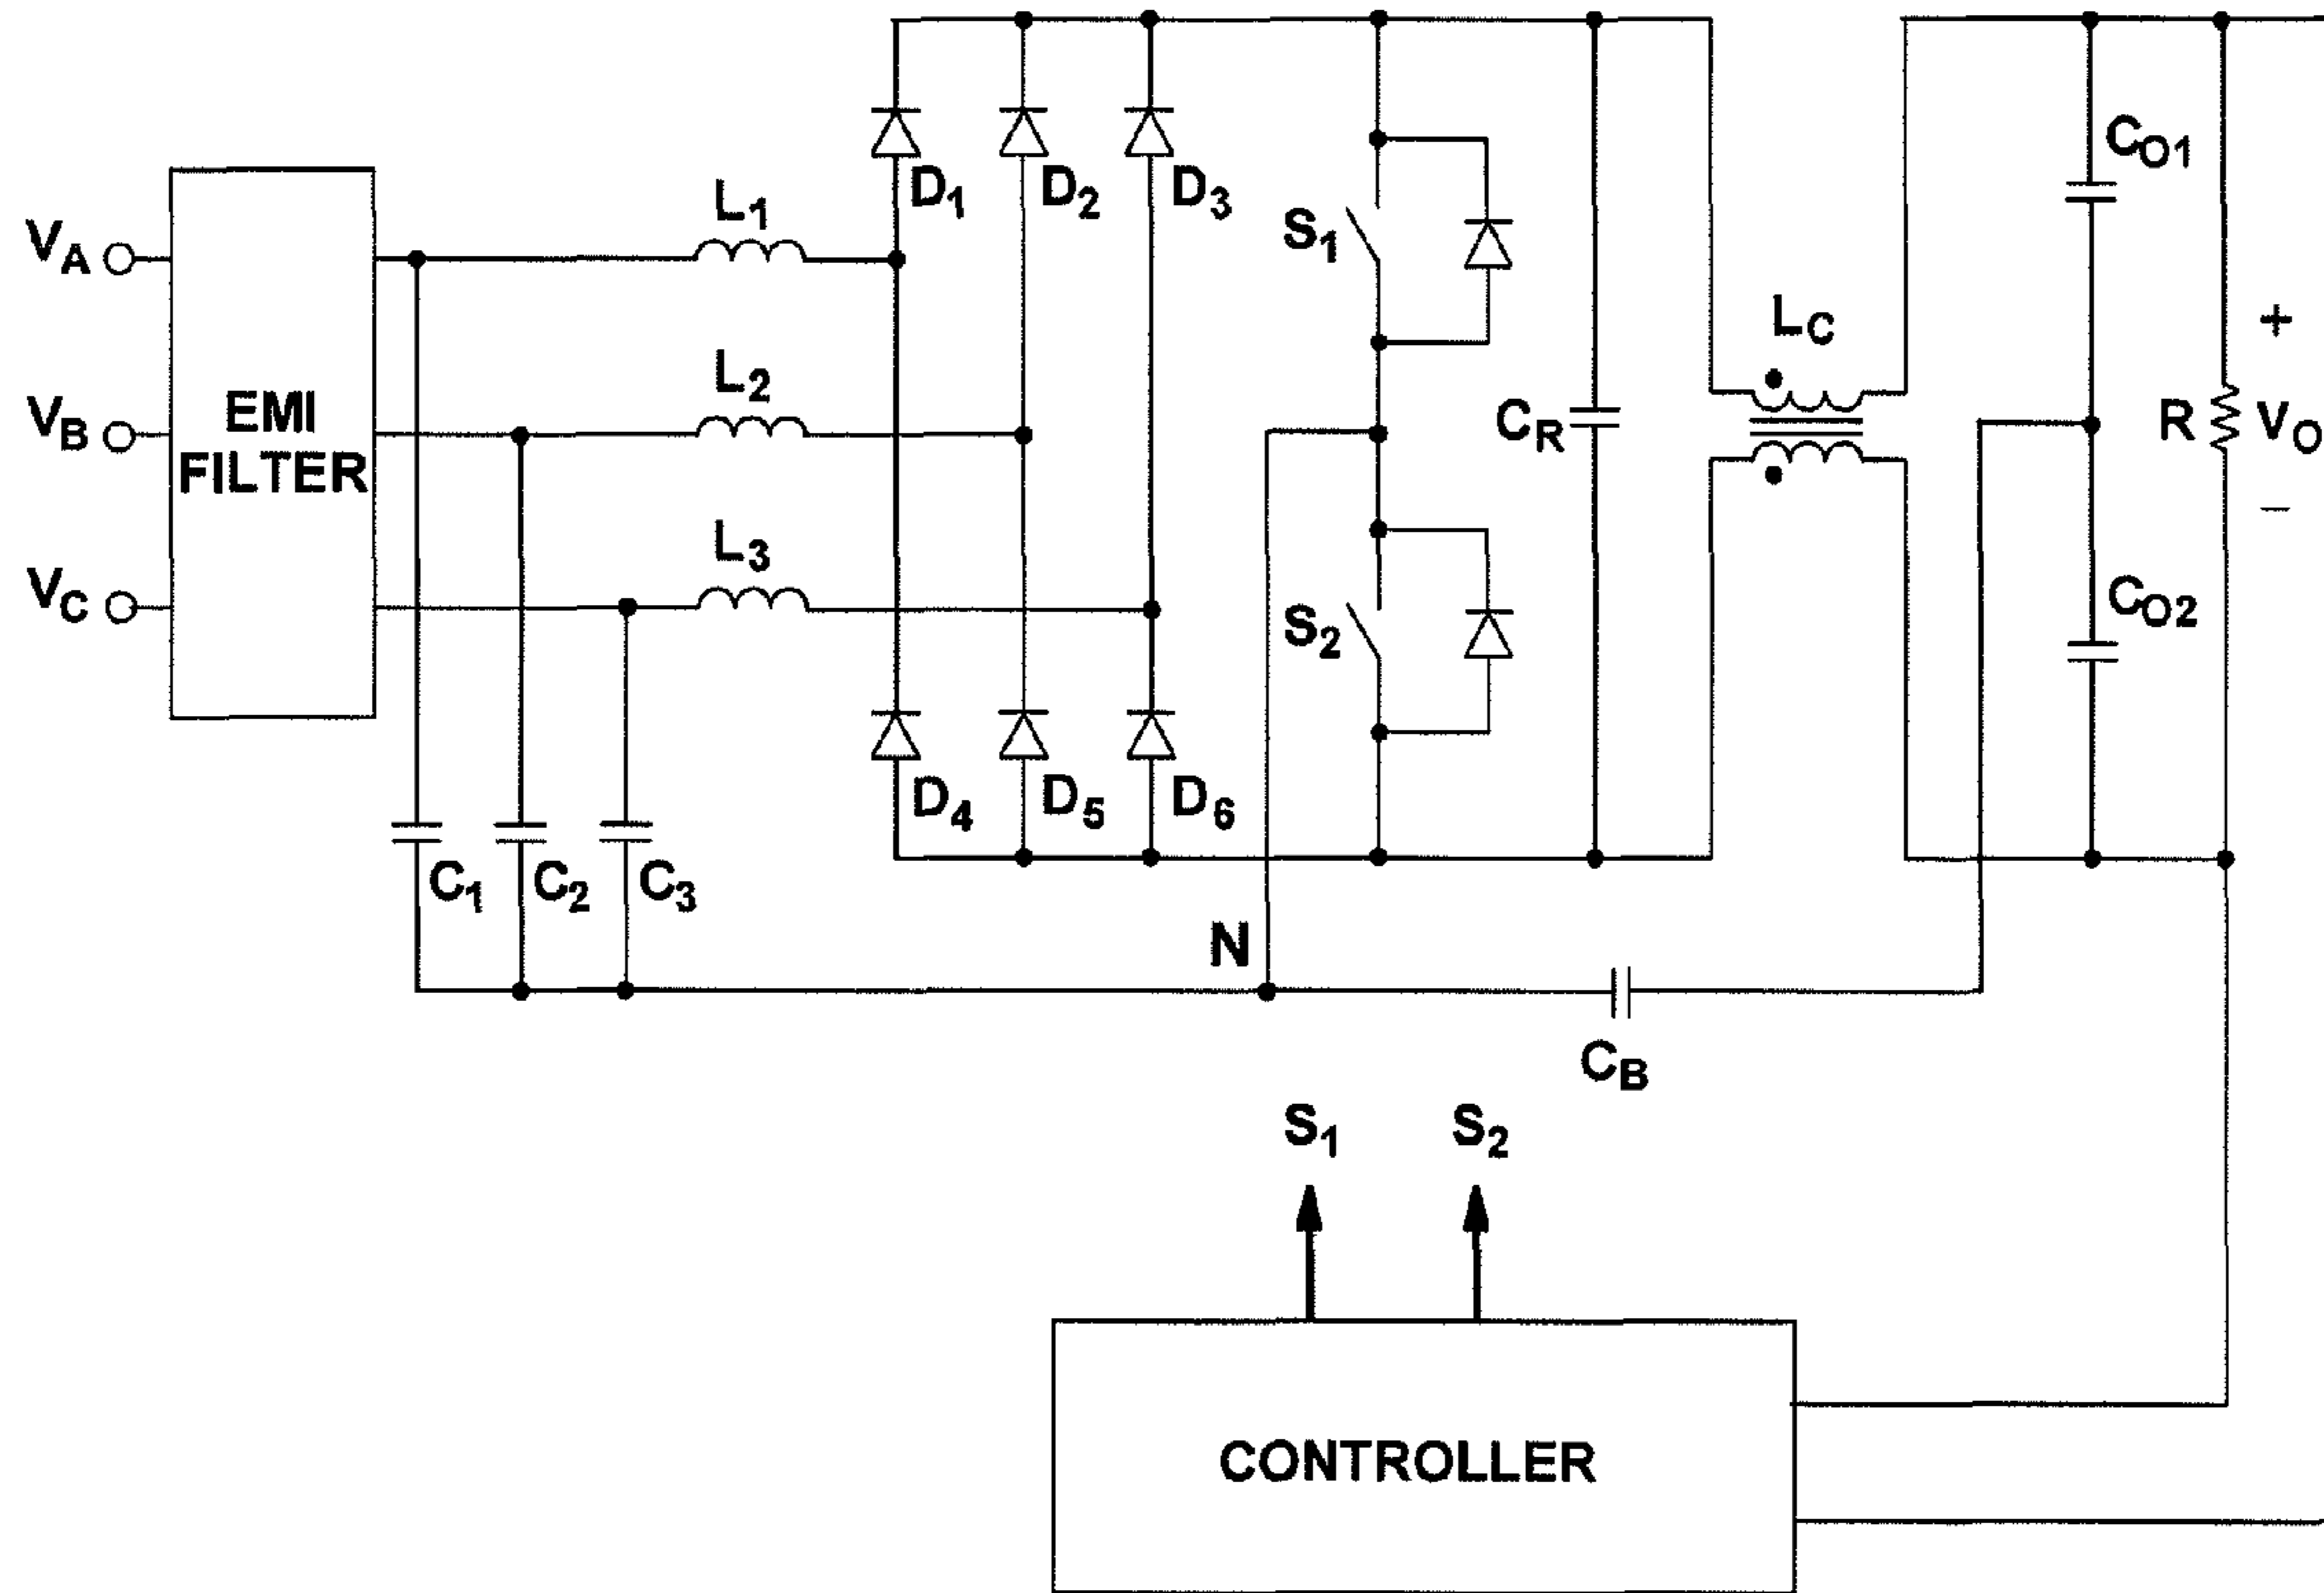 V_A
V_B
V_C
EMI
FILTER
L_1
L_2
L_3
D_1
D_2
D_3
D_4
D_5
D_6
C_1
C_2
C_3
S_1
S_2
C_R
L_C
C_O1
C_O2
R
+
V_O
−
N
C_B
S_1
S_2
CONTROLLER